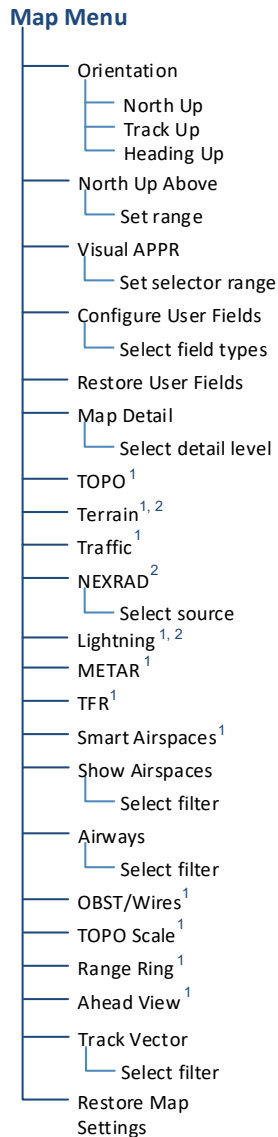 Map Menu
Orientation
North Up
Track Up
Heading Up
North Up Above
Set range
Visual APPR
Set selector range
Configure User Fields
Select field types
Restore User Fields
Map Detail
Select detail level
TOPO 1
Terrain 1, 2
Traffic 1
NEXRAD 2
Select source
Lightning 1, 2
METAR 1
TFR 1
Smart Airspaces 1
Show Airspaces
Select filter
Airways
Select filter
OBST/Wires 1
TOPO Scale 1
Range Ring 1
Ahead View 1
Track Vector
Select filter
Restore Map
Settings